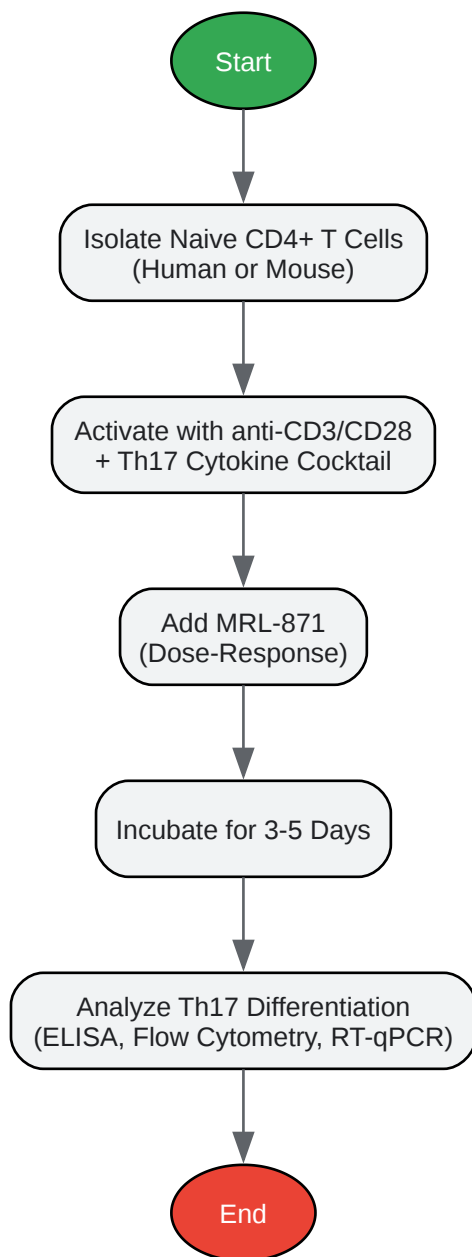 Start
Isolate Naive CD4+ T Cells
(Human or Mouse)
Activate with anti-CD3/CD28
+ Th17 Cytokine Cocktail
Add MRL-871
(Dose-Response)
Incubate for 3-5 Days
Analyze Th17 Differentiation
(ELISA, Flow Cytometry, RT-qPCR)
End